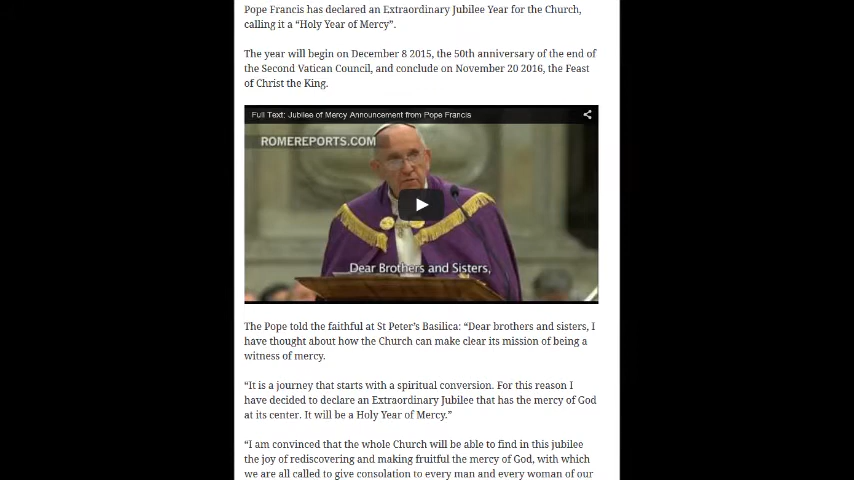 Pope Francis has declared an Extraordinary Jubilee Year for the Church,
calling it a “Holy Year of Mercy”.
The year will begin on December 8 2015, the 50th anniversary of the end of
the Second Vatican Council, and conclude on November 20 2016, the Feast
of Christ the King.
Full Text: Jubilee of Mercy Announcement from Pope Francis
ROMEREPORTS.COM
Dear Brothers and Sisters,
The Pope told the faithful at St Peter’s Basilica: “Dear brothers and sisters, I
have thought about how the Church can make clear its mission of being a
witness of mercy.
“It is a journey that starts with a spiritual conversion. For this reason I
have decided to declare an Extraordinary Jubilee that has the mercy of God
at its center. It will be a Holy Year of Mercy.”
“I am convinced that the whole Church will be able to find in this jubilee
the joy of rediscovering and making fruitful the mercy of God, with which
we are all called to give consolation to every man and every woman of our